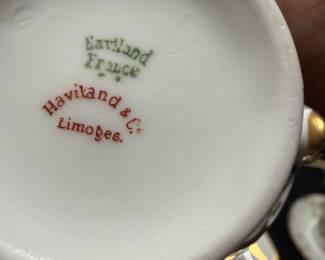 Haviland
France
Haviland & Co
Limoges.